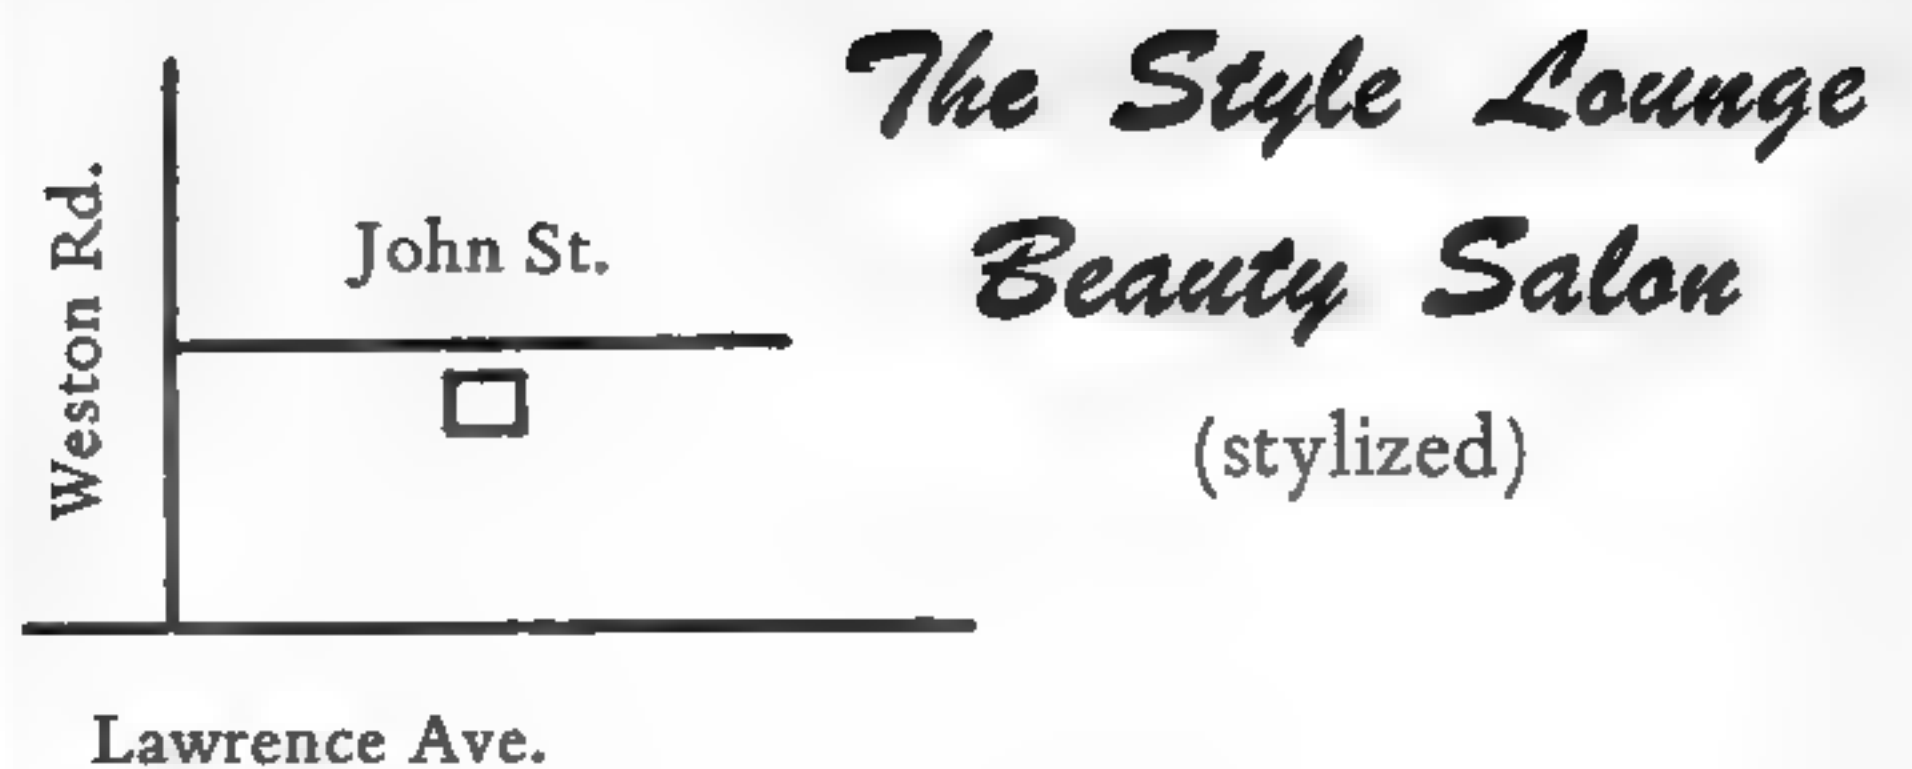 The Style Lounge
Beauty Salon
(stylized)
Weston Rd.
John St.
Lawrence Ave.